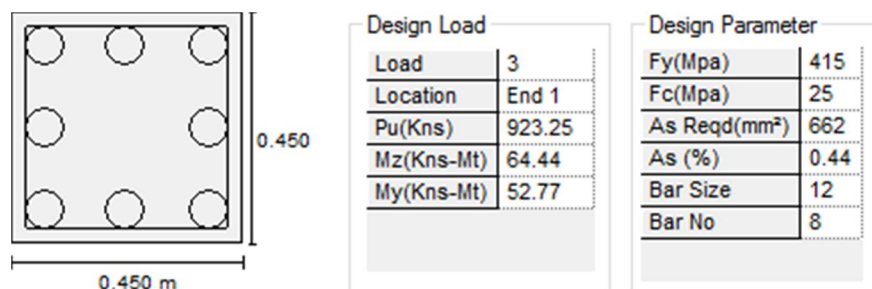 0.450
0.450 m
Design Load
Load 3
Location End 1
Pu(Kns) 923.25
Mz(Kns-Mt) 64.44
My(Kns-Mt) 52.77
Design Parameter
Fy(Mpa) 415
Fc(Mpa) 25
As Reqd(mm²) 662
As (%) 0.44
Bar Size 12
Bar No 8